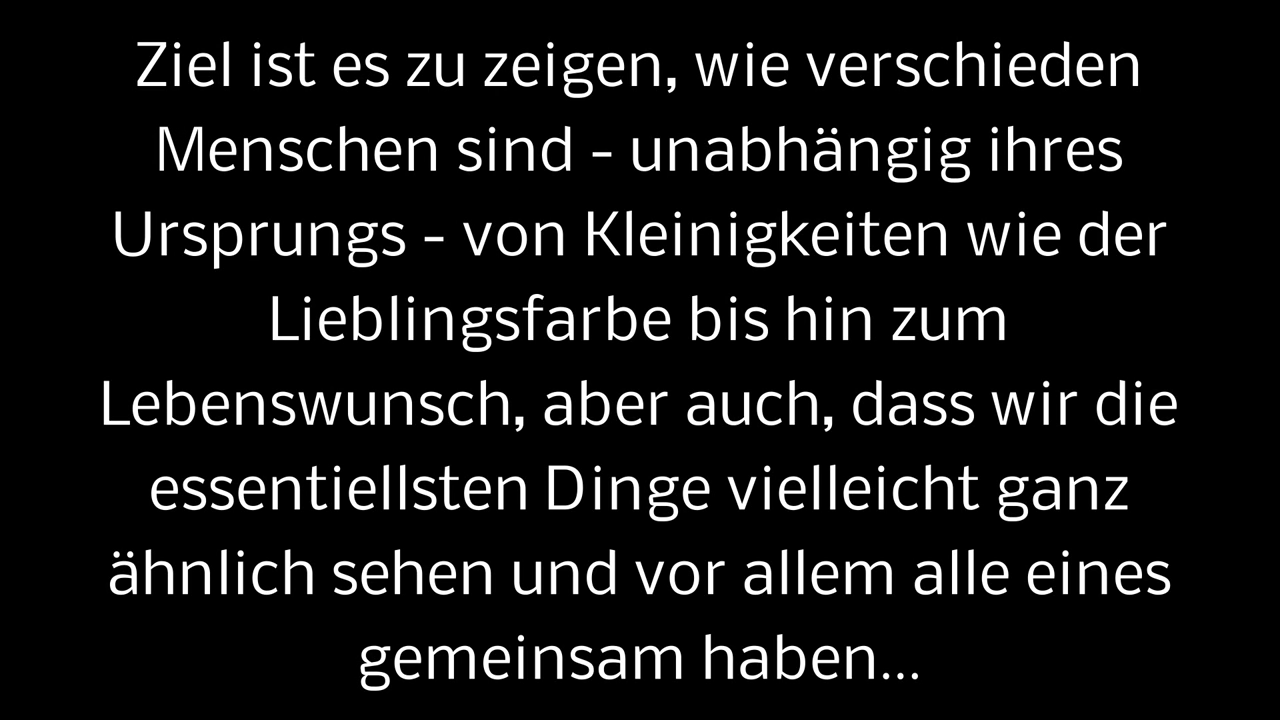 Ziel ist es zu zeigen, wie verschieden
Menschen sind - unabhängig ihres
Ursprungs - von Kleinigkeiten wie der
Lieblingsfarbe bis hin zum
Lebenswunsch, aber auch, dass wir die
essentiellsten Dinge vielleicht ganz
ähnlich sehen und vor allem alle eines
gemeinsam haben...